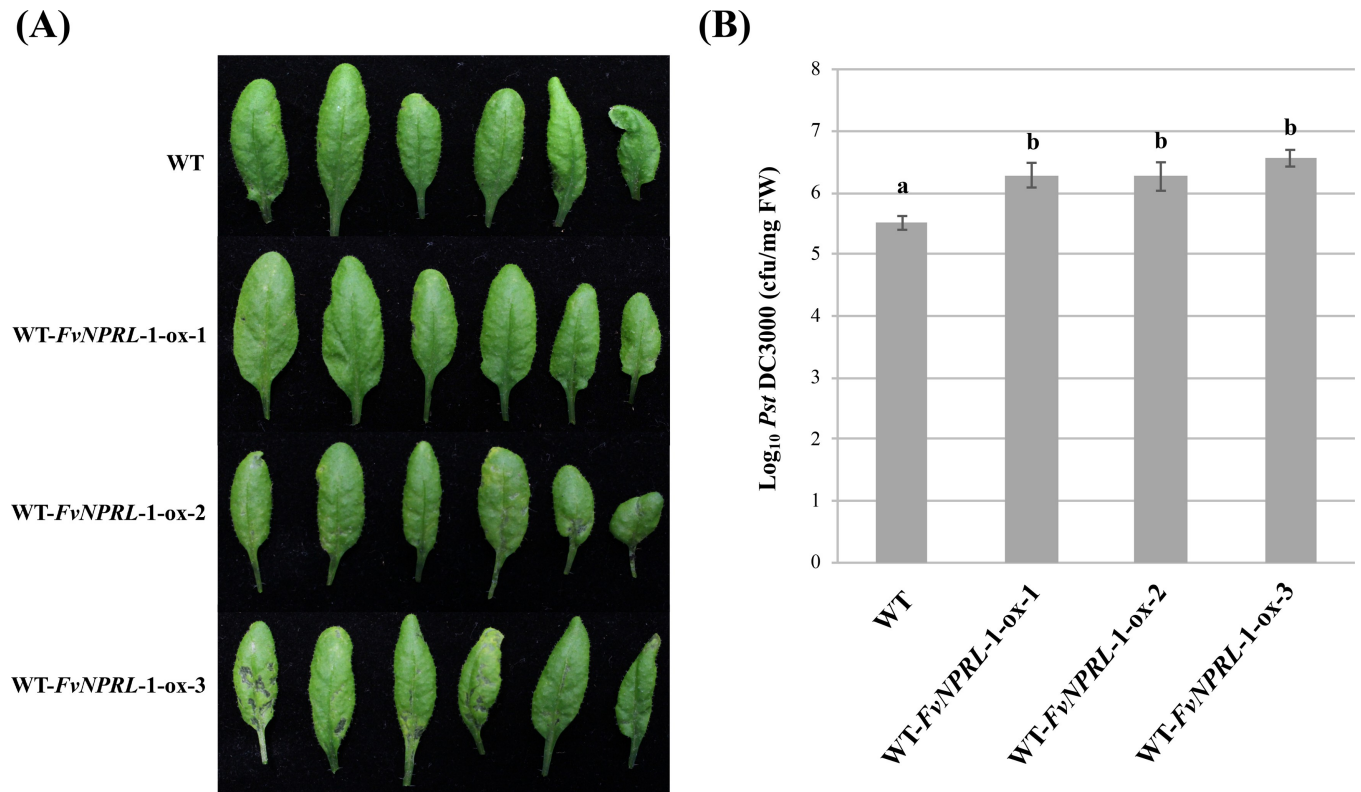 (A)
WT
WT-FvNPRL-1-ox-1
WT-FvNPRL-1-ox-2
WT-FvNPRL-1-ox-3
(B)
Log₁₀ Pst DC3000 (cfu/mg FW)
8
7
6
5
4
3
2
1
0
a
b
b
b
WT
WT-FvNPRL-1-ox-1
WT-FvNPRL-1-ox-2
WT-FvNPRL-1-ox-3